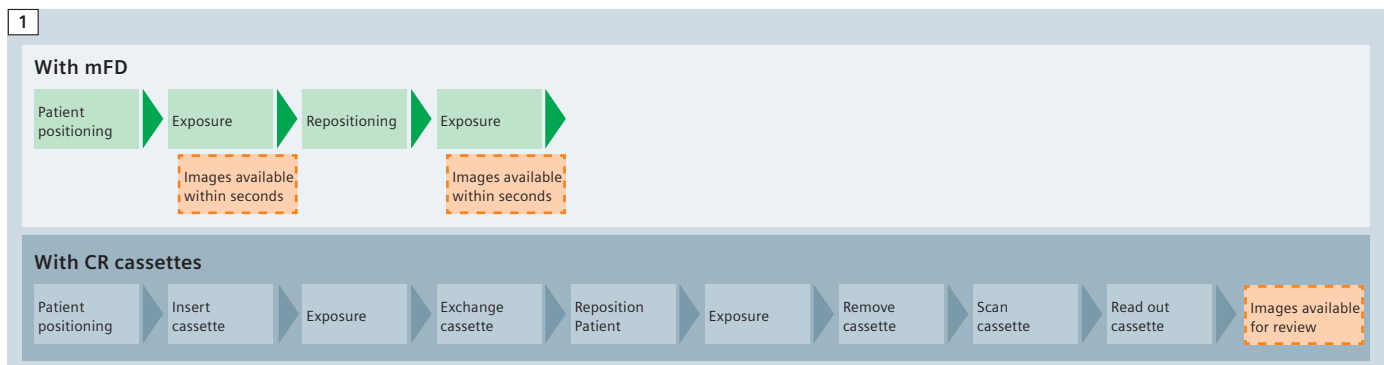 1
With mFD
Patient
positioning
Exposure
Repositioning
Exposure
Images available
within seconds
Images available
within seconds
With CR cassettes
Patient
positioning
Insert
cassette
Exposure
Exchange
cassette
Reposition
Patient
Exposure
Remove
cassette
Scan
cassette
Read out
cassette
Images available
for review